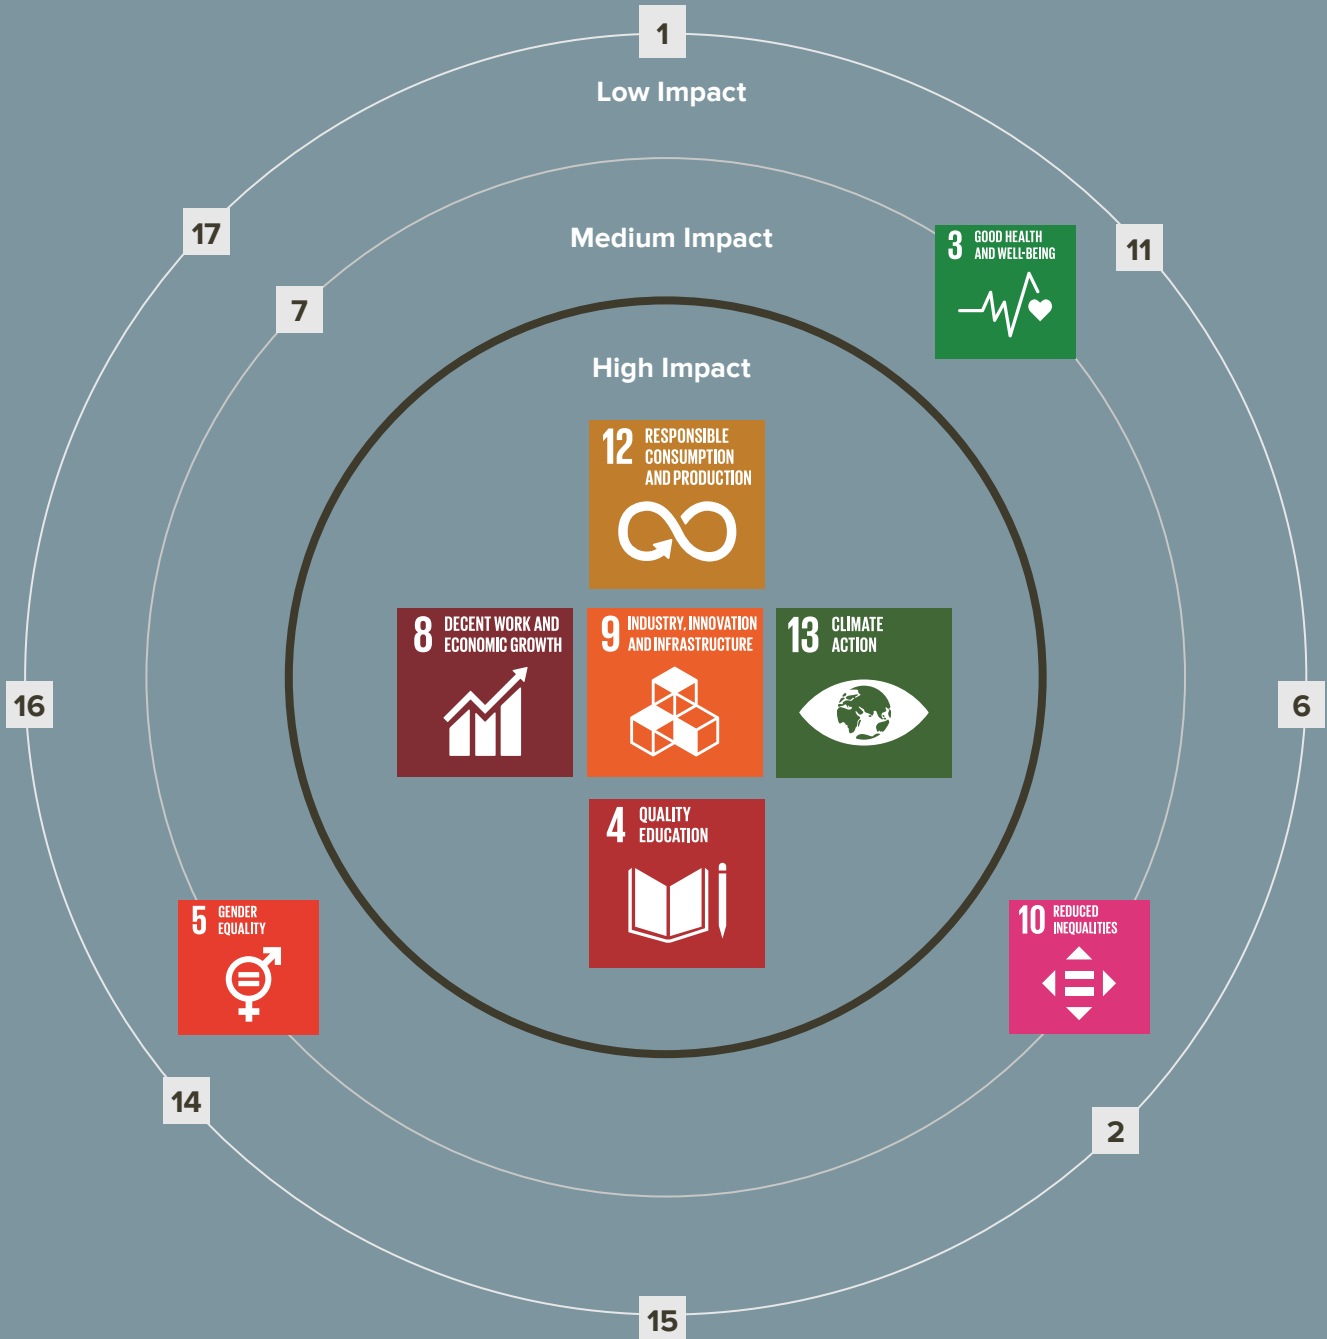 1
Low Impact
17
11
Medium Impact
3 GOOD HEALTH
AND WELL-BEING
7
High Impact
12 RESPONSIBLE
CONSUMPTION
AND PRODUCTION
8 DECENT WORK AND
ECONOMIC GROWTH
9 INDUSTRY, INNOVATION
AND INFRASTRUCTURE
13 CLIMATE
ACTION
16
6
4 QUALITY
EDUCATION
5 GENDER
EQUALITY
10 REDUCED
INEQUALITIES
14
2
15